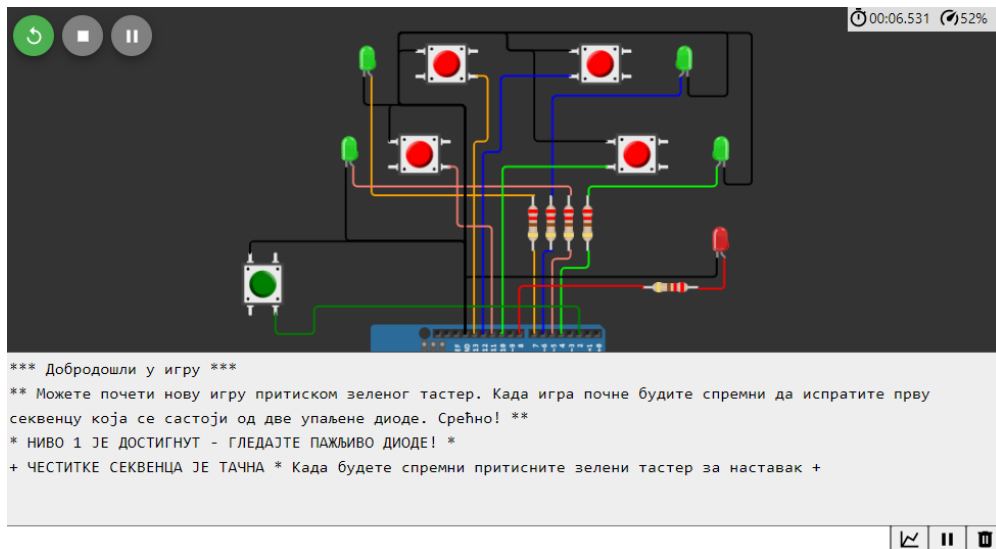 00:06.531 52%
*** Добродошли у игру ***
** Можете почети нову игру притиском зеленог тастер. Када игра почне будите спремни да испратите прву
секвенцу која се састоји од две упаљене диоде. Срећно! **
* НИВО 1 ЈЕ ДОСТИГНУТ - ГЛЕДАЈТЕ ПАЖЉИВО ДИОДЕ! *
+ ЧЕСТИТКЕ СЕКВЕНЦА ЈЕ ТАЧНА * Када будете спремни притисните зелени тастер за наставак +